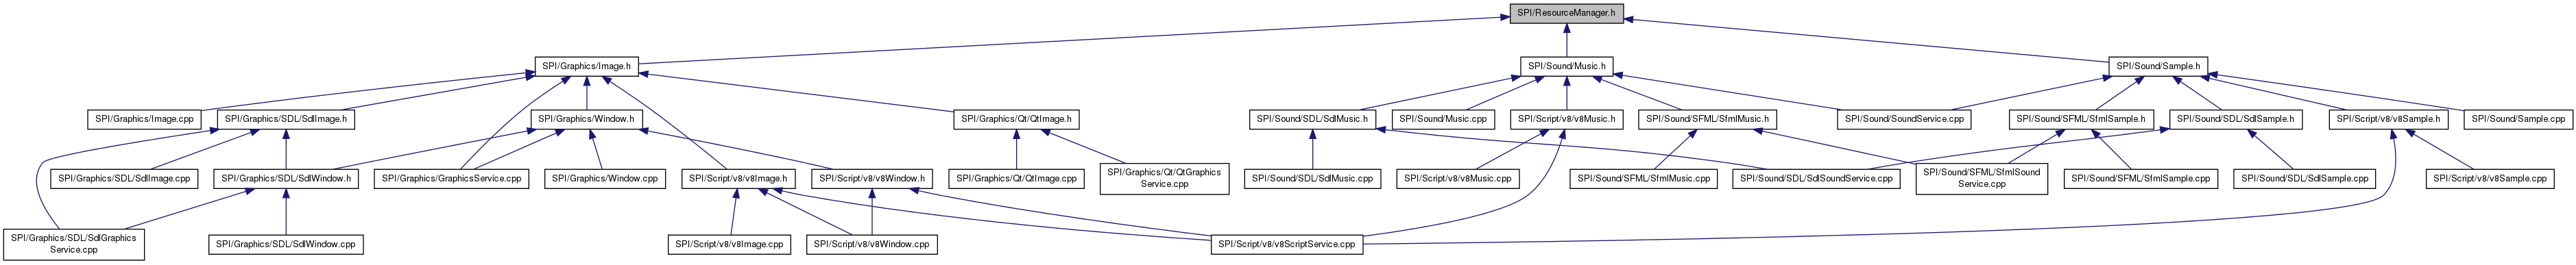 SPI/ResourceManager.h
SPI/Graphics/Image.h
SPI/Sound/Music.h
SPI/Sound/Sample.h
SPI/Graphics/Image.cpp
SPI/Graphics/SDL/SdlImage.h
SPI/Graphics/Window.h
SPI/Graphics/Qt/QtImage.h
SPI/Sound/SDL/SdlMusic.h
SPI/Sound/Music.cpp
SPI/Script/v8/v8Music.h
SPI/Sound/SFML/SfmlMusic.h
SPI/Sound/SoundService.cpp
SPI/Sound/SFML/SfmlSample.h
SPI/Sound/SDL/SdlSample.h
SPI/Script/v8/v8Sample.h
SPI/Sound/Sample.cpp
SPI/Graphics/SDL/SdlImage.cpp
SPI/Graphics/SDL/SdlWindow.h
SPI/Graphics/GraphicsService.cpp
SPI/Graphics/Window.cpp
SPI/Script/v8/v8Image.h
SPI/Script/v8/v8Window.h
SPI/Graphics/Qt/QtImage.cpp
SPI/Graphics/Qt/QtGraphics
Service.cpp
SPI/Sound/SDL/SdlMusic.cpp
SPI/Script/v8/v8Music.cpp
SPI/Sound/SFML/SfmlMusic.cpp
SPI/Sound/SDL/SdlSoundService.cpp
SPI/Sound/SFML/SfmlSound
Service.cpp
SPI/Sound/SFML/SfmlSample.cpp
SPI/Sound/SDL/SdlSample.cpp
SPI/Script/v8/v8Sample.cpp
SPI/Graphics/SDL/SdlGraphics
Service.cpp
SPI/Graphics/SDL/SdlWindow.cpp
SPI/Script/v8/v8Image.cpp
SPI/Script/v8/v8Window.cpp
SPI/Script/v8/v8ScriptService.cpp